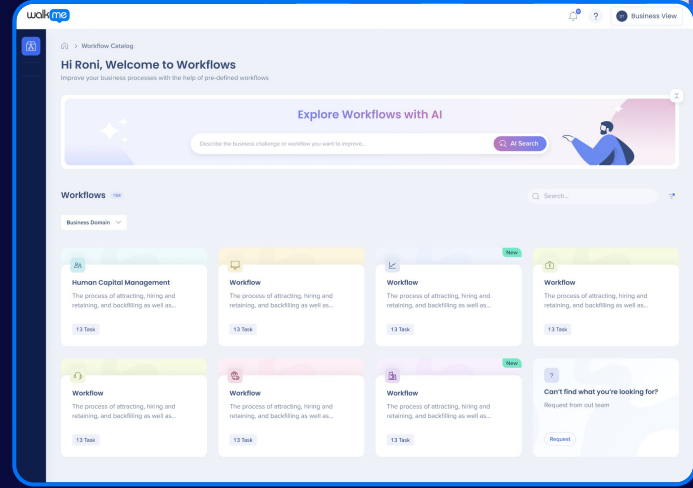 walkme
?
Business View
Workflow Catalog
Hi Roni, Welcome to Workflows
Improve your business processes with the help of pre-defined workflows
Explore Workflows with AI
Describe the business challenge or workflow you want to improve...
AI Search
Workflows
Search...
Business Domain
New
Human Capital Management
Workflow
Workflow
Workflow
The process of attracting, hiring and
retaining, and backfilling as well as...
The process of attracting, hiring and
retaining, and backfilling as well as...
The process of attracting, hiring and
retaining, and backfilling as well as...
The process of attracting, hiring and
retaining, and backfilling as well as...
13 Task
13 Task
13 Task
13 Task
New
?
Workflow
Workflow
Workflow
Can't find what you're looking for?
The process of attracting, hiring and
retaining, and backfilling as well as...
The process of attracting, hiring and
retaining, and backfilling as well as...
The process of attracting, hiring and
retaining, and backfilling as well as...
Request from out team
13 Task
13 Task
13 Task
Request